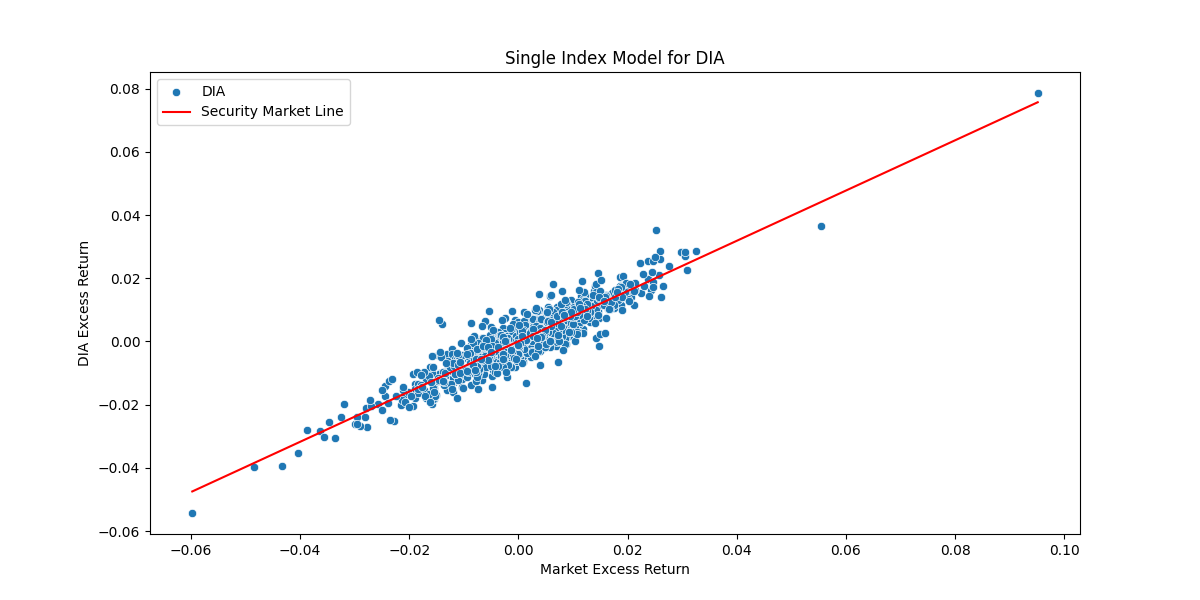 Single Index Model for DIA
DIA
Security Market Line
0.08
0.06
0.04
0.02
0.00
−0.02
−0.04
−0.06
DIA Excess Return
−0.06 −0.04 −0.02 0.00 0.02 0.04 0.06 0.08 0.10
Market Excess Return